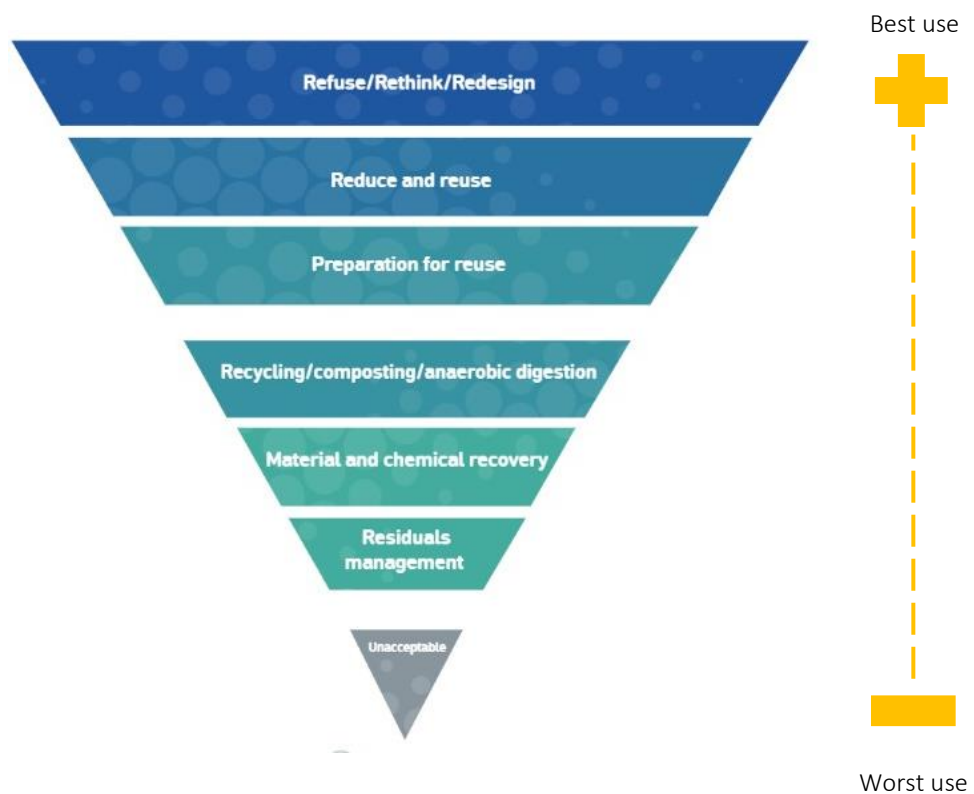 Best use
Refuse/Rethink/Redesign
Reduce and reuse
Preparation for reuse
Recycling/composting/anaerobic digestion
Material and chemical recovery
Residuals
management
Unacceptable
Worst use